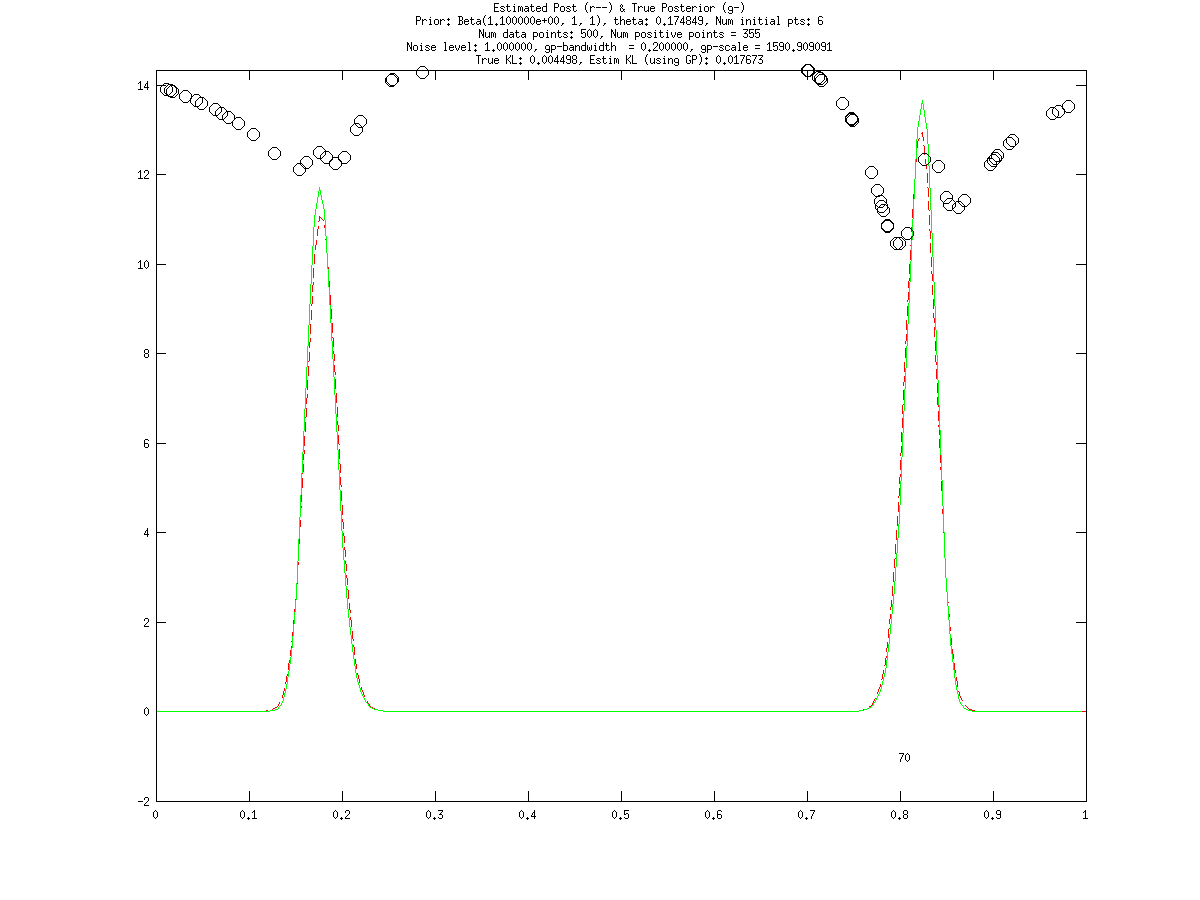 Estimated Post (r--) & True Posterior (g-)
Prior: Beta(1.100000e+00, 1, 1), theta: 0.174849, Num initial pts: 6
Num data points: 500, Num positive points = 355
Noise level: 1.000000, gp-bandwidth  = 0.200000, gp-scale = 1590.909091
True KL: 0.004498, Estim KL (using GP): 0.017673
14
12
10
8
6
4
2
0
70
-2
0 0.1 0.2 0.3 0.4 0.5 0.6 0.7 0.8 0.9 1